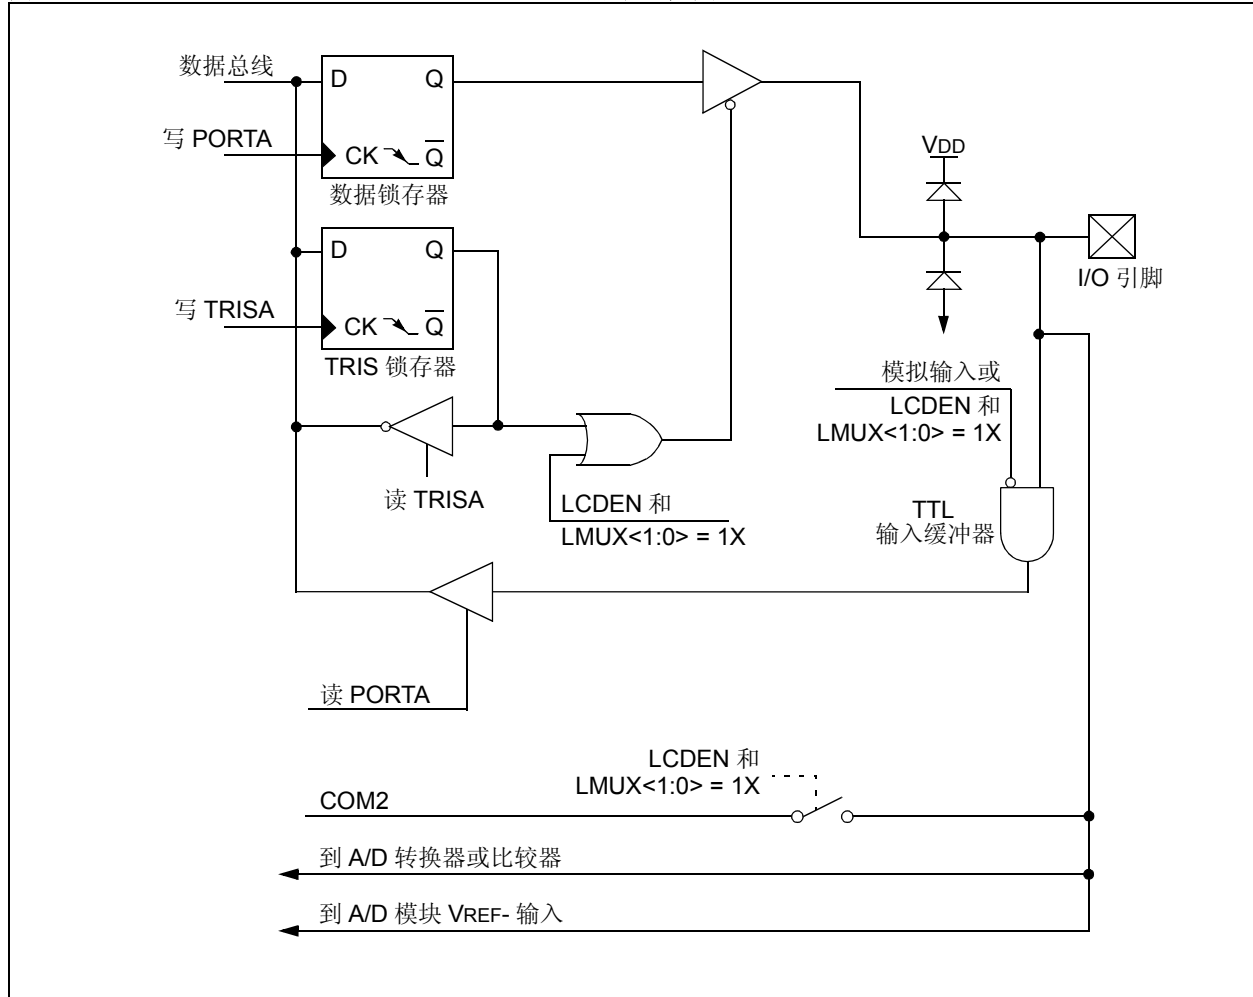 数据总线
D Q
写 PORTA
CK Q
数据锁存器
VDD
D Q
I/O 引脚
写 TRISA
CK Q
TRIS 锁存器
模拟输入或
LCDEN 和
LMUX<1:0> = 1X
读 TRISA
LCDEN 和
LMUX<1:0> = 1X
TTL
输入缓冲器
读 PORTA
LCDEN 和
LMUX<1:0> = 1X
COM2
到 A/D 转换器或比较器
到 A/D 模块 VREF- 输入